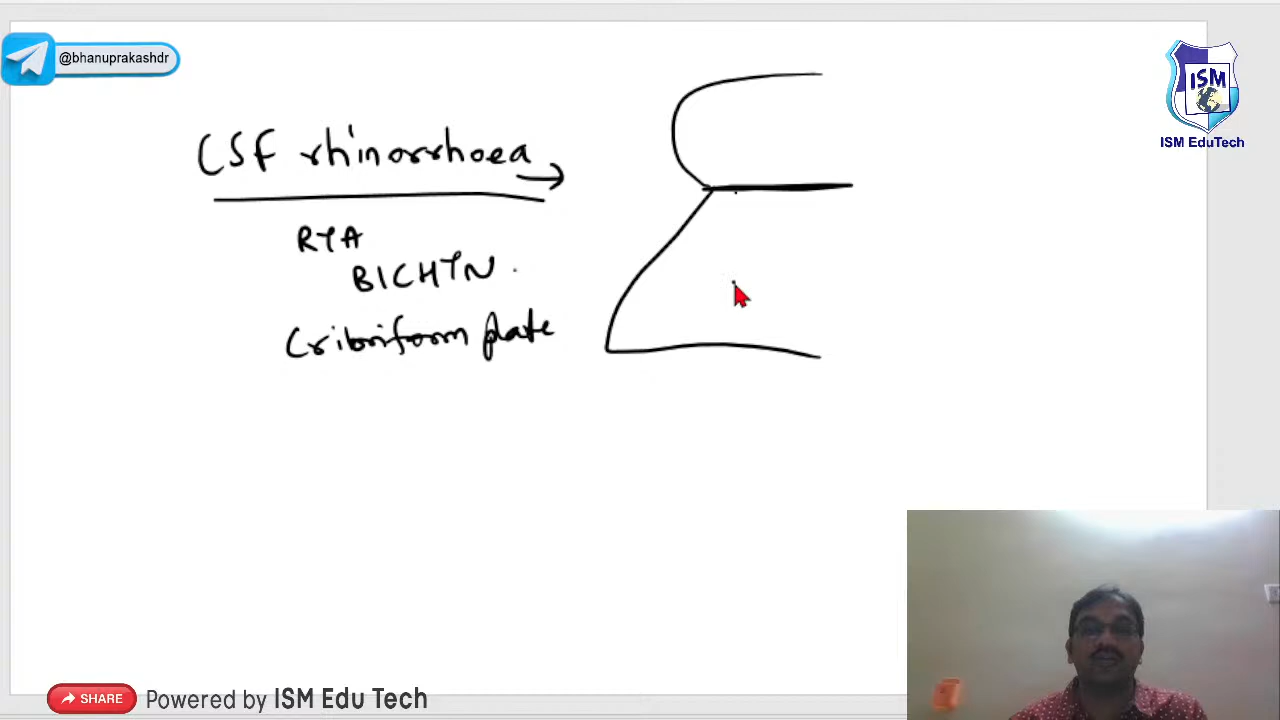 @bhanuprakashdr
ISM
ISM EduTech
CSF rhinorrhoea
RTA
BICHTN
Cribriform plate
SHARE
Powered by ISM Edu Tech